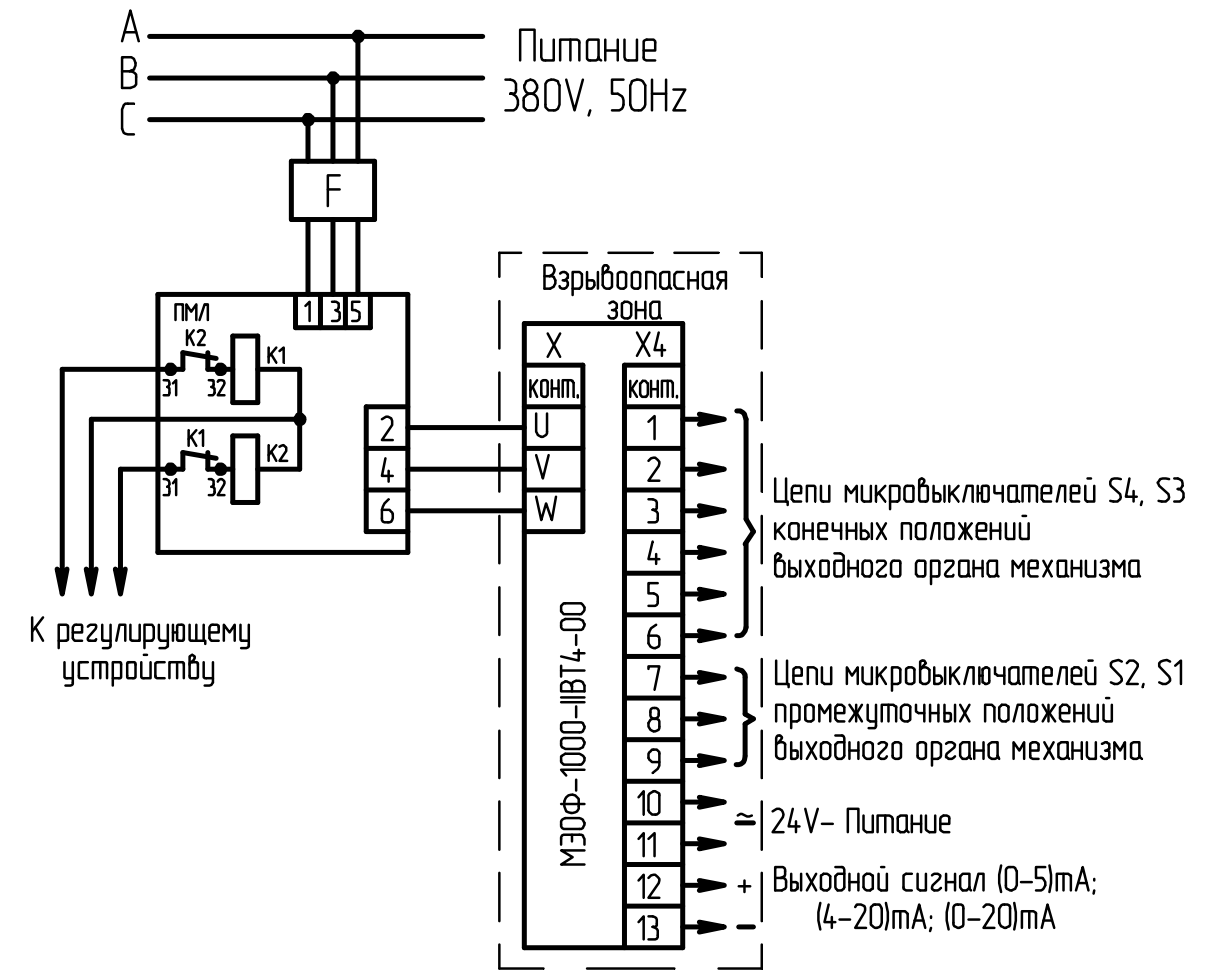 A
B
C
Питание
380V, 50Hz
F
1 3 5
ПМЛ
K2
K1
31 32
K1
K2
31 32
2
4
6
К регулирующему
устройству
Взрывоопасная
зона
X
X4
конт.
конт.
U
V
W
1
2
3
4
5
6
7
8
9
10
11
12
13
МЭОФ-1000-IIВТ4-00
Цепи микровыключателей S4, S3
конечных положений
выходного органа механизма
Цепи микровыключателей S2, S1
промежуточных положений
выходного органа механизма
≃ 24V- Питание
+ Выходной сигнал (0-5)mA;
− (4-20)mA; (0-20)mA